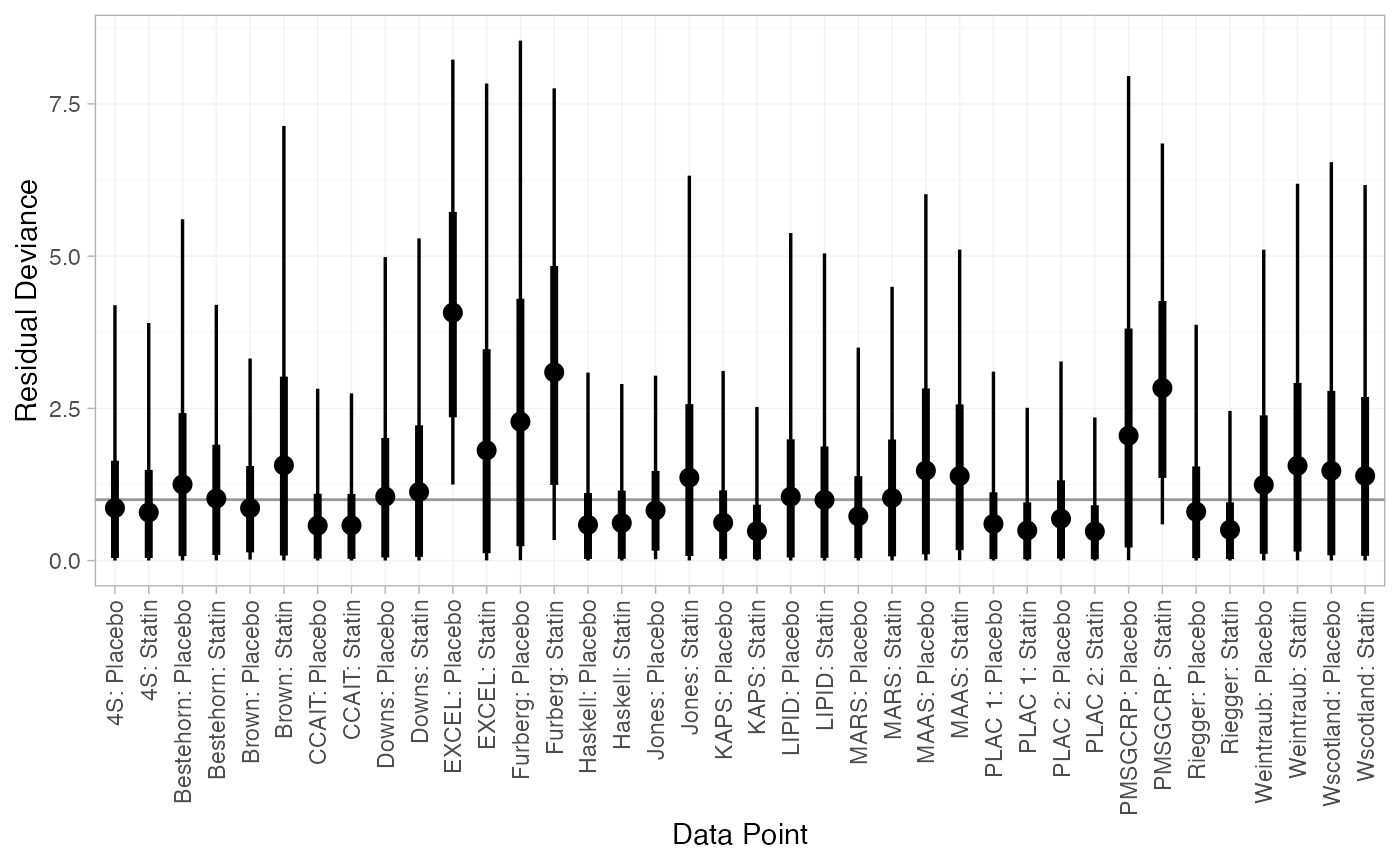 Residual Deviance
7.5
5.0
2.5
0.0
4S: Placebo
4S: Statin
Bestehorn: Placebo
Bestehorn: Statin
Brown: Placebo
Brown: Statin
CCAIT: Placebo
CCAIT: Statin
Downs: Placebo
Downs: Statin
EXCEL: Placebo
EXCEL: Statin
Furberg: Placebo
Furberg: Statin
Haskell: Placebo
Haskell: Statin
Jones: Placebo
Jones: Statin
KAPS: Placebo
KAPS: Statin
LIPID: Placebo
LIPID: Statin
MARS: Placebo
MARS: Statin
MAAS: Placebo
MAAS: Statin
PLAC 1: Placebo
PLAC 1: Statin
PLAC 2: Placebo
PLAC 2: Statin
PMSGCRP: Placebo
PMSGCRP: Statin
Riegger: Placebo
Riegger: Statin
Weintraub: Placebo
Weintraub: Statin
Wscotland: Placebo
Wscotland: Statin
Data Point